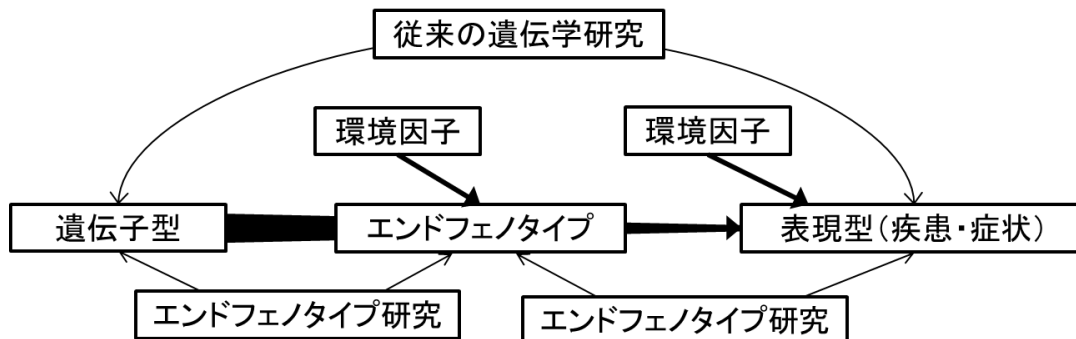 従来の遺伝学研究
環境因子
環境因子
遺伝子型
エンドフェノタイプ
表現型(疾患・症状)
エンドフェノタイプ研究
エンドフェノタイプ研究